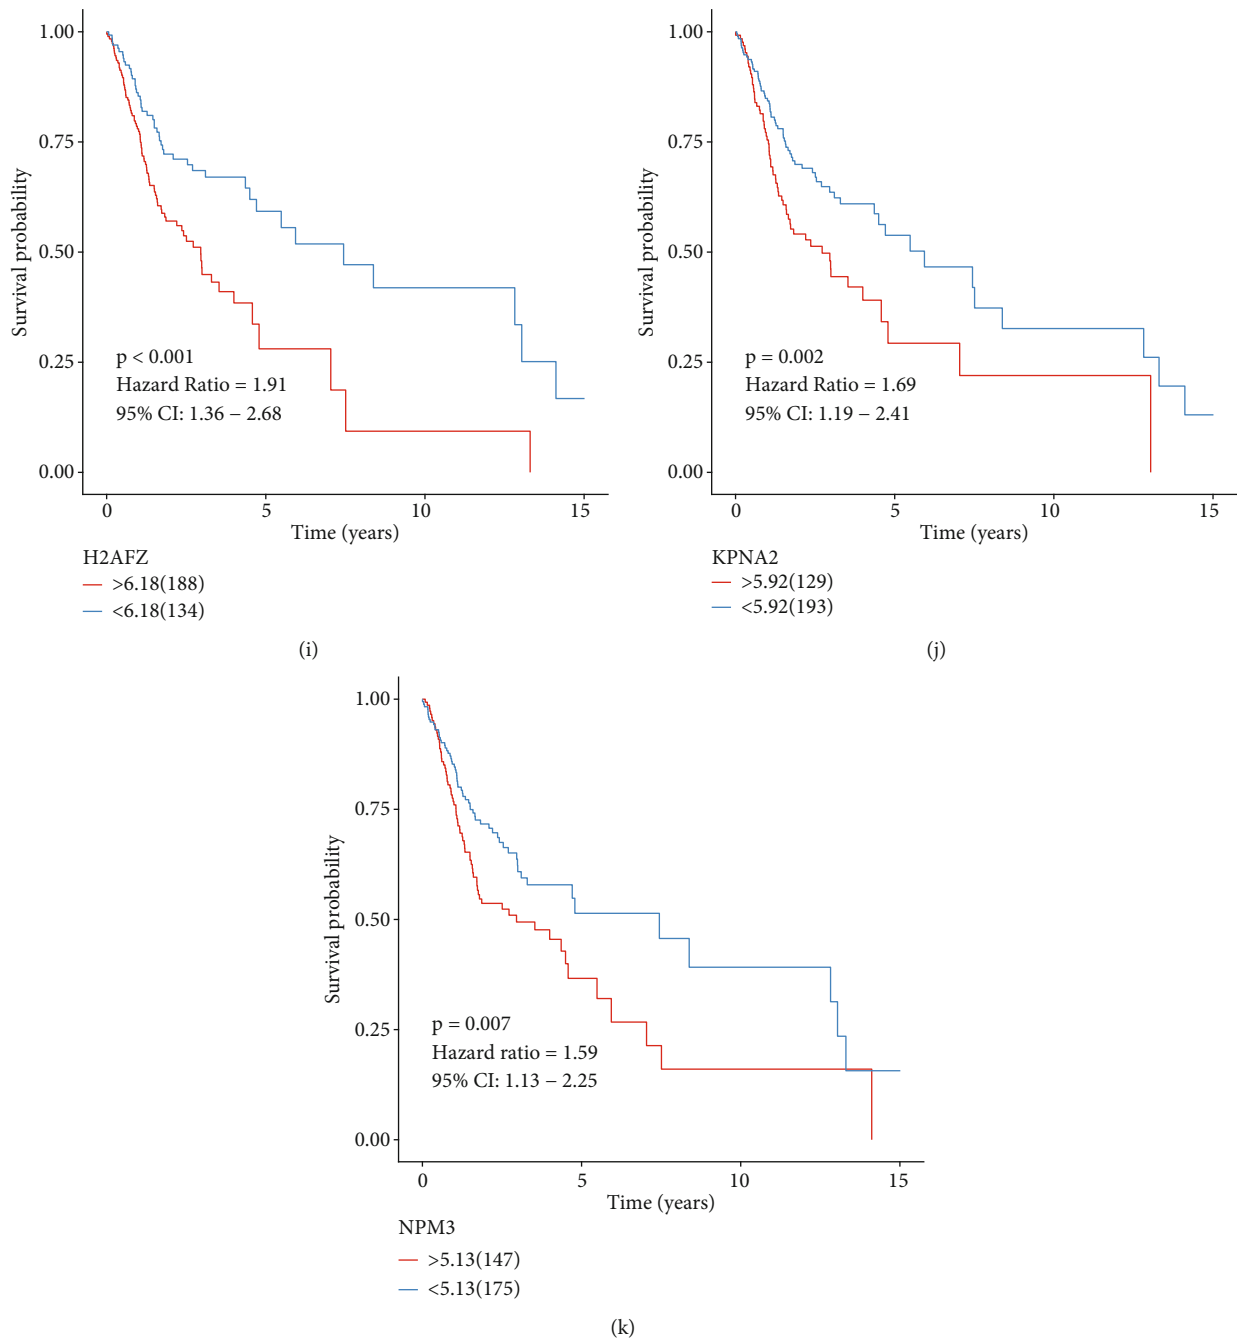 1.00
0.75
0.50
0.25
0.00
Survival probability
p < 0.001
Hazard Ratio = 1.91
95% CI: 1.36 – 2.68
0 5 10 15
Time (years)
H2AFZ
>6.18(188)
<6.18(134)
(i)
1.00
0.75
0.50
0.25
0.00
Survival probability
p = 0.002
Hazard Ratio = 1.69
95% CI: 1.19 – 2.41
0 5 10 15
Time (years)
KPNA2
>5.92(129)
<5.92(193)
(j)
1.00
0.75
0.50
0.25
0.00
Survival probability
p = 0.007
Hazard ratio = 1.59
95% CI: 1.13 – 2.25
0 5 10 15
Time (years)
NPM3
>5.13(147)
<5.13(175)
(k)